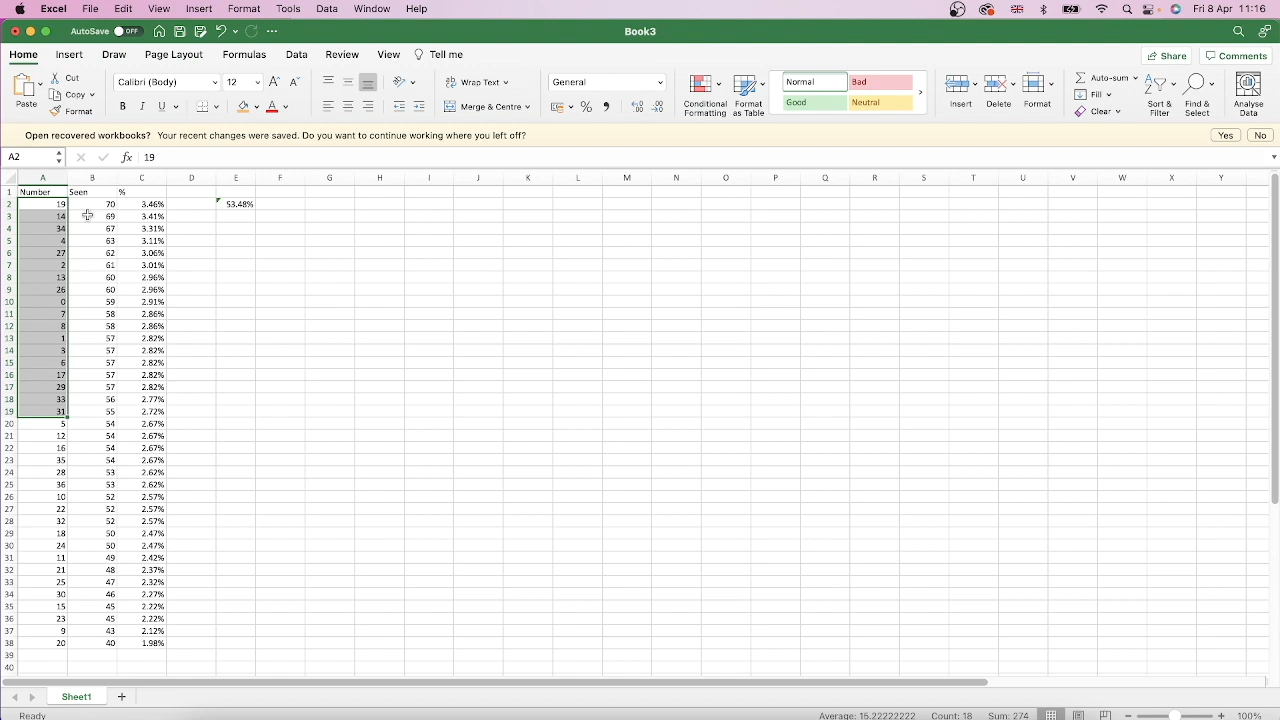 Excel File Edit View Insert Format Tools Data Window Help Fri 8 Apr 11:16
AutoSave OFF Book3
Home Insert Draw Page Layout Formulas Data Review View Tell me Share Comments
Paste Cut Copy Format Calibri (Body) 12 B U A Wrap Text Merge & Centre General % Conditional Formatting Format as Table Normal Bad Good Neutral Insert Delete Format Auto-sum Fill Clear Sort & Filter Find & Select Analyse Data
Open recovered workbooks? Your recent changes were saved. Do you want to continue working where you left off? Yes No
A2 fx 19
A B C D E F G H I J K L M N O P Q R S T U V W X Y
1 Number Seen %
2 19 70 3.46% 53.48%
3 14 69 3.41%
4 34 67 3.31%
5 4 63 3.11%
6 27 62 3.06%
7 2 61 3.01%
8 13 60 2.96%
9 26 60 2.96%
10 0 59 2.91%
11 7 58 2.86%
12 8 58 2.86%
13 1 57 2.82%
14 3 57 2.82%
15 6 57 2.82%
16 17 57 2.82%
17 29 57 2.82%
18 33 56 2.77%
19 31 55 2.72%
20 5 54 2.67%
21 12 54 2.67%
22 16 54 2.67%
23 35 54 2.67%
24 28 53 2.62%
25 36 53 2.62%
26 10 52 2.57%
27 22 52 2.57%
28 32 52 2.57%
29 18 50 2.47%
30 24 50 2.47%
31 11 49 2.42%
32 21 48 2.37%
33 25 47 2.32%
34 30 46 2.27%
35 15 45 2.22%
36 23 45 2.22%
37 9 43 2.12%
38 20 40 1.98%
39
40
Sheet1
Ready Average: 15.22222222 Count: 18 Sum: 274 100%